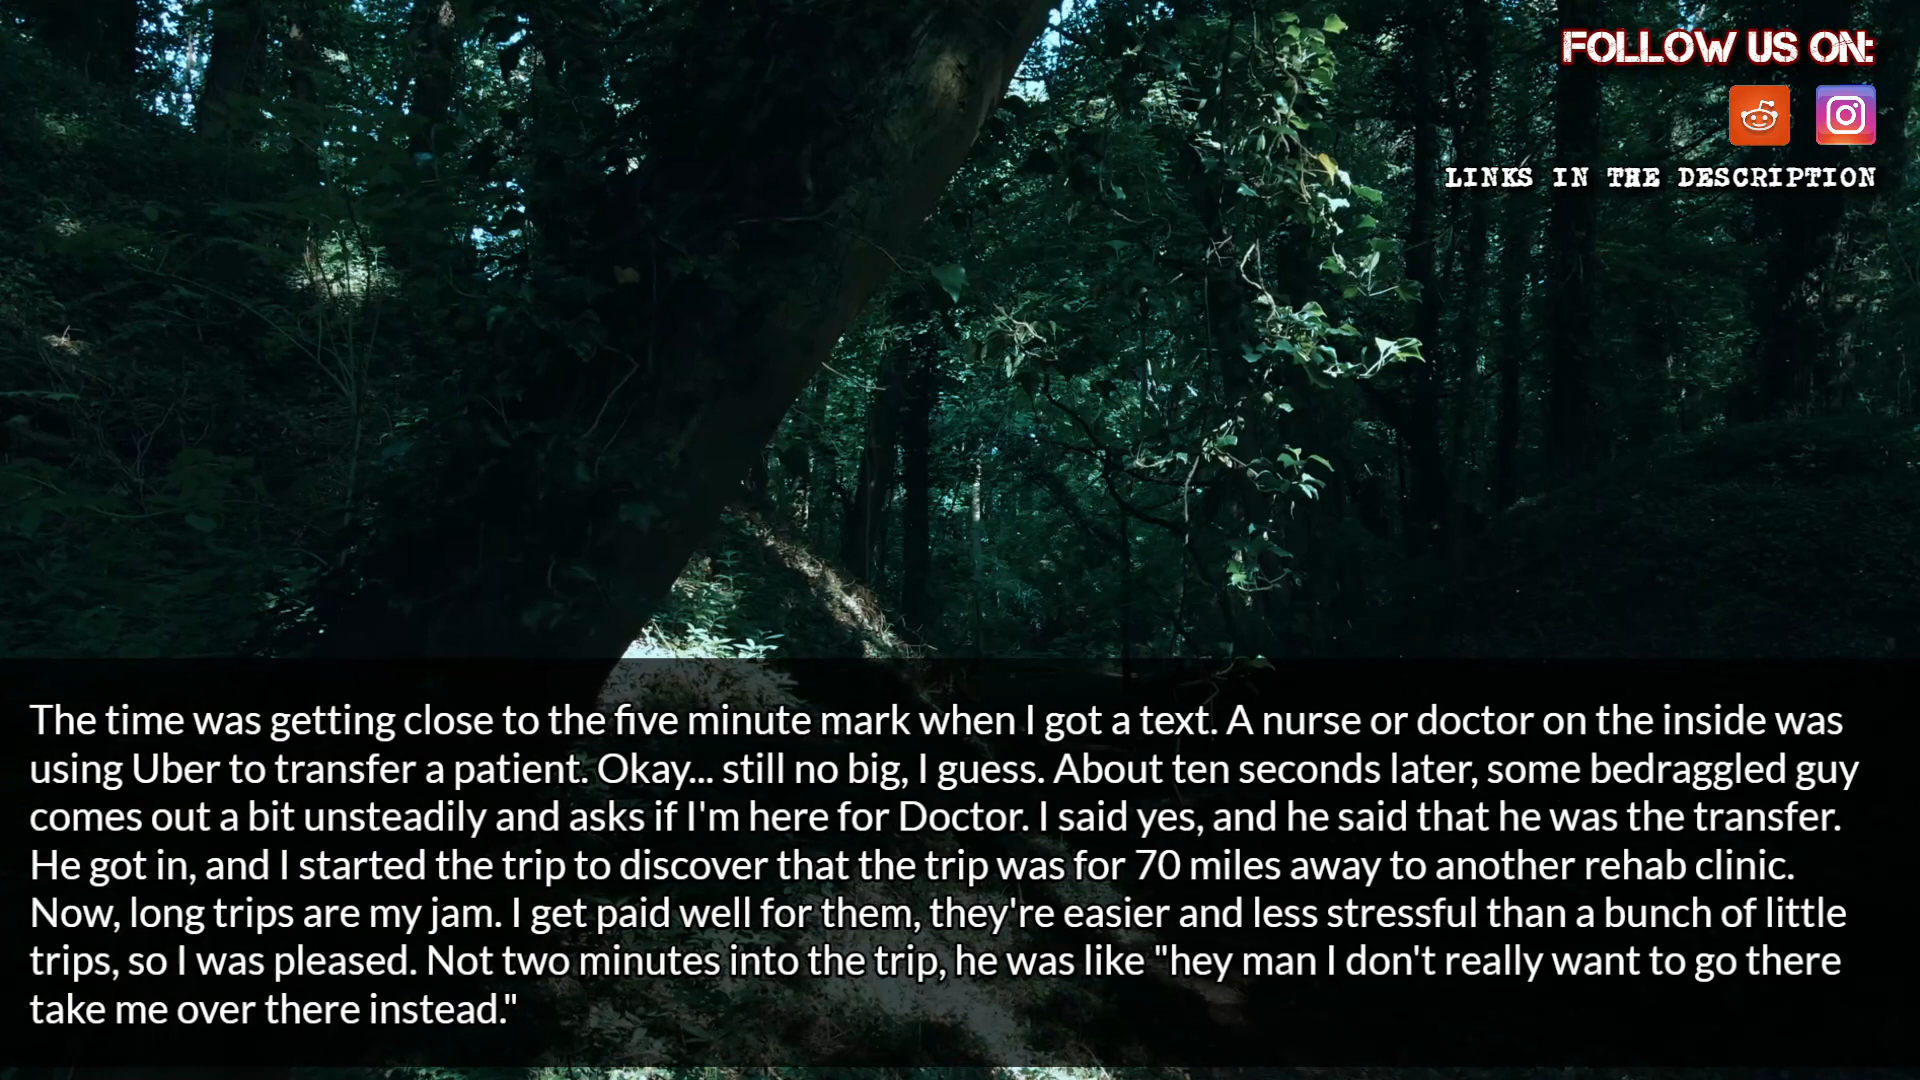 FOLLOW US ON:
LINKS IN THE DESCRIPTION
The time was getting close to the five minute mark when I got a text. A nurse or doctor on the inside was
using Uber to transfer a patient. Okay... still no big, I guess. About ten seconds later, some bedraggled guy
comes out a bit unsteadily and asks if I'm here for Doctor. I said yes, and he said that he was the transfer.
He got in, and I started the trip to discover that the trip was for 70 miles away to another rehab clinic.
Now, long trips are my jam. I get paid well for them, they're easier and less stressful than a bunch of little
trips, so I was pleased. Not two minutes into the trip, he was like "hey man I don't really want to go there
take me over there instead."